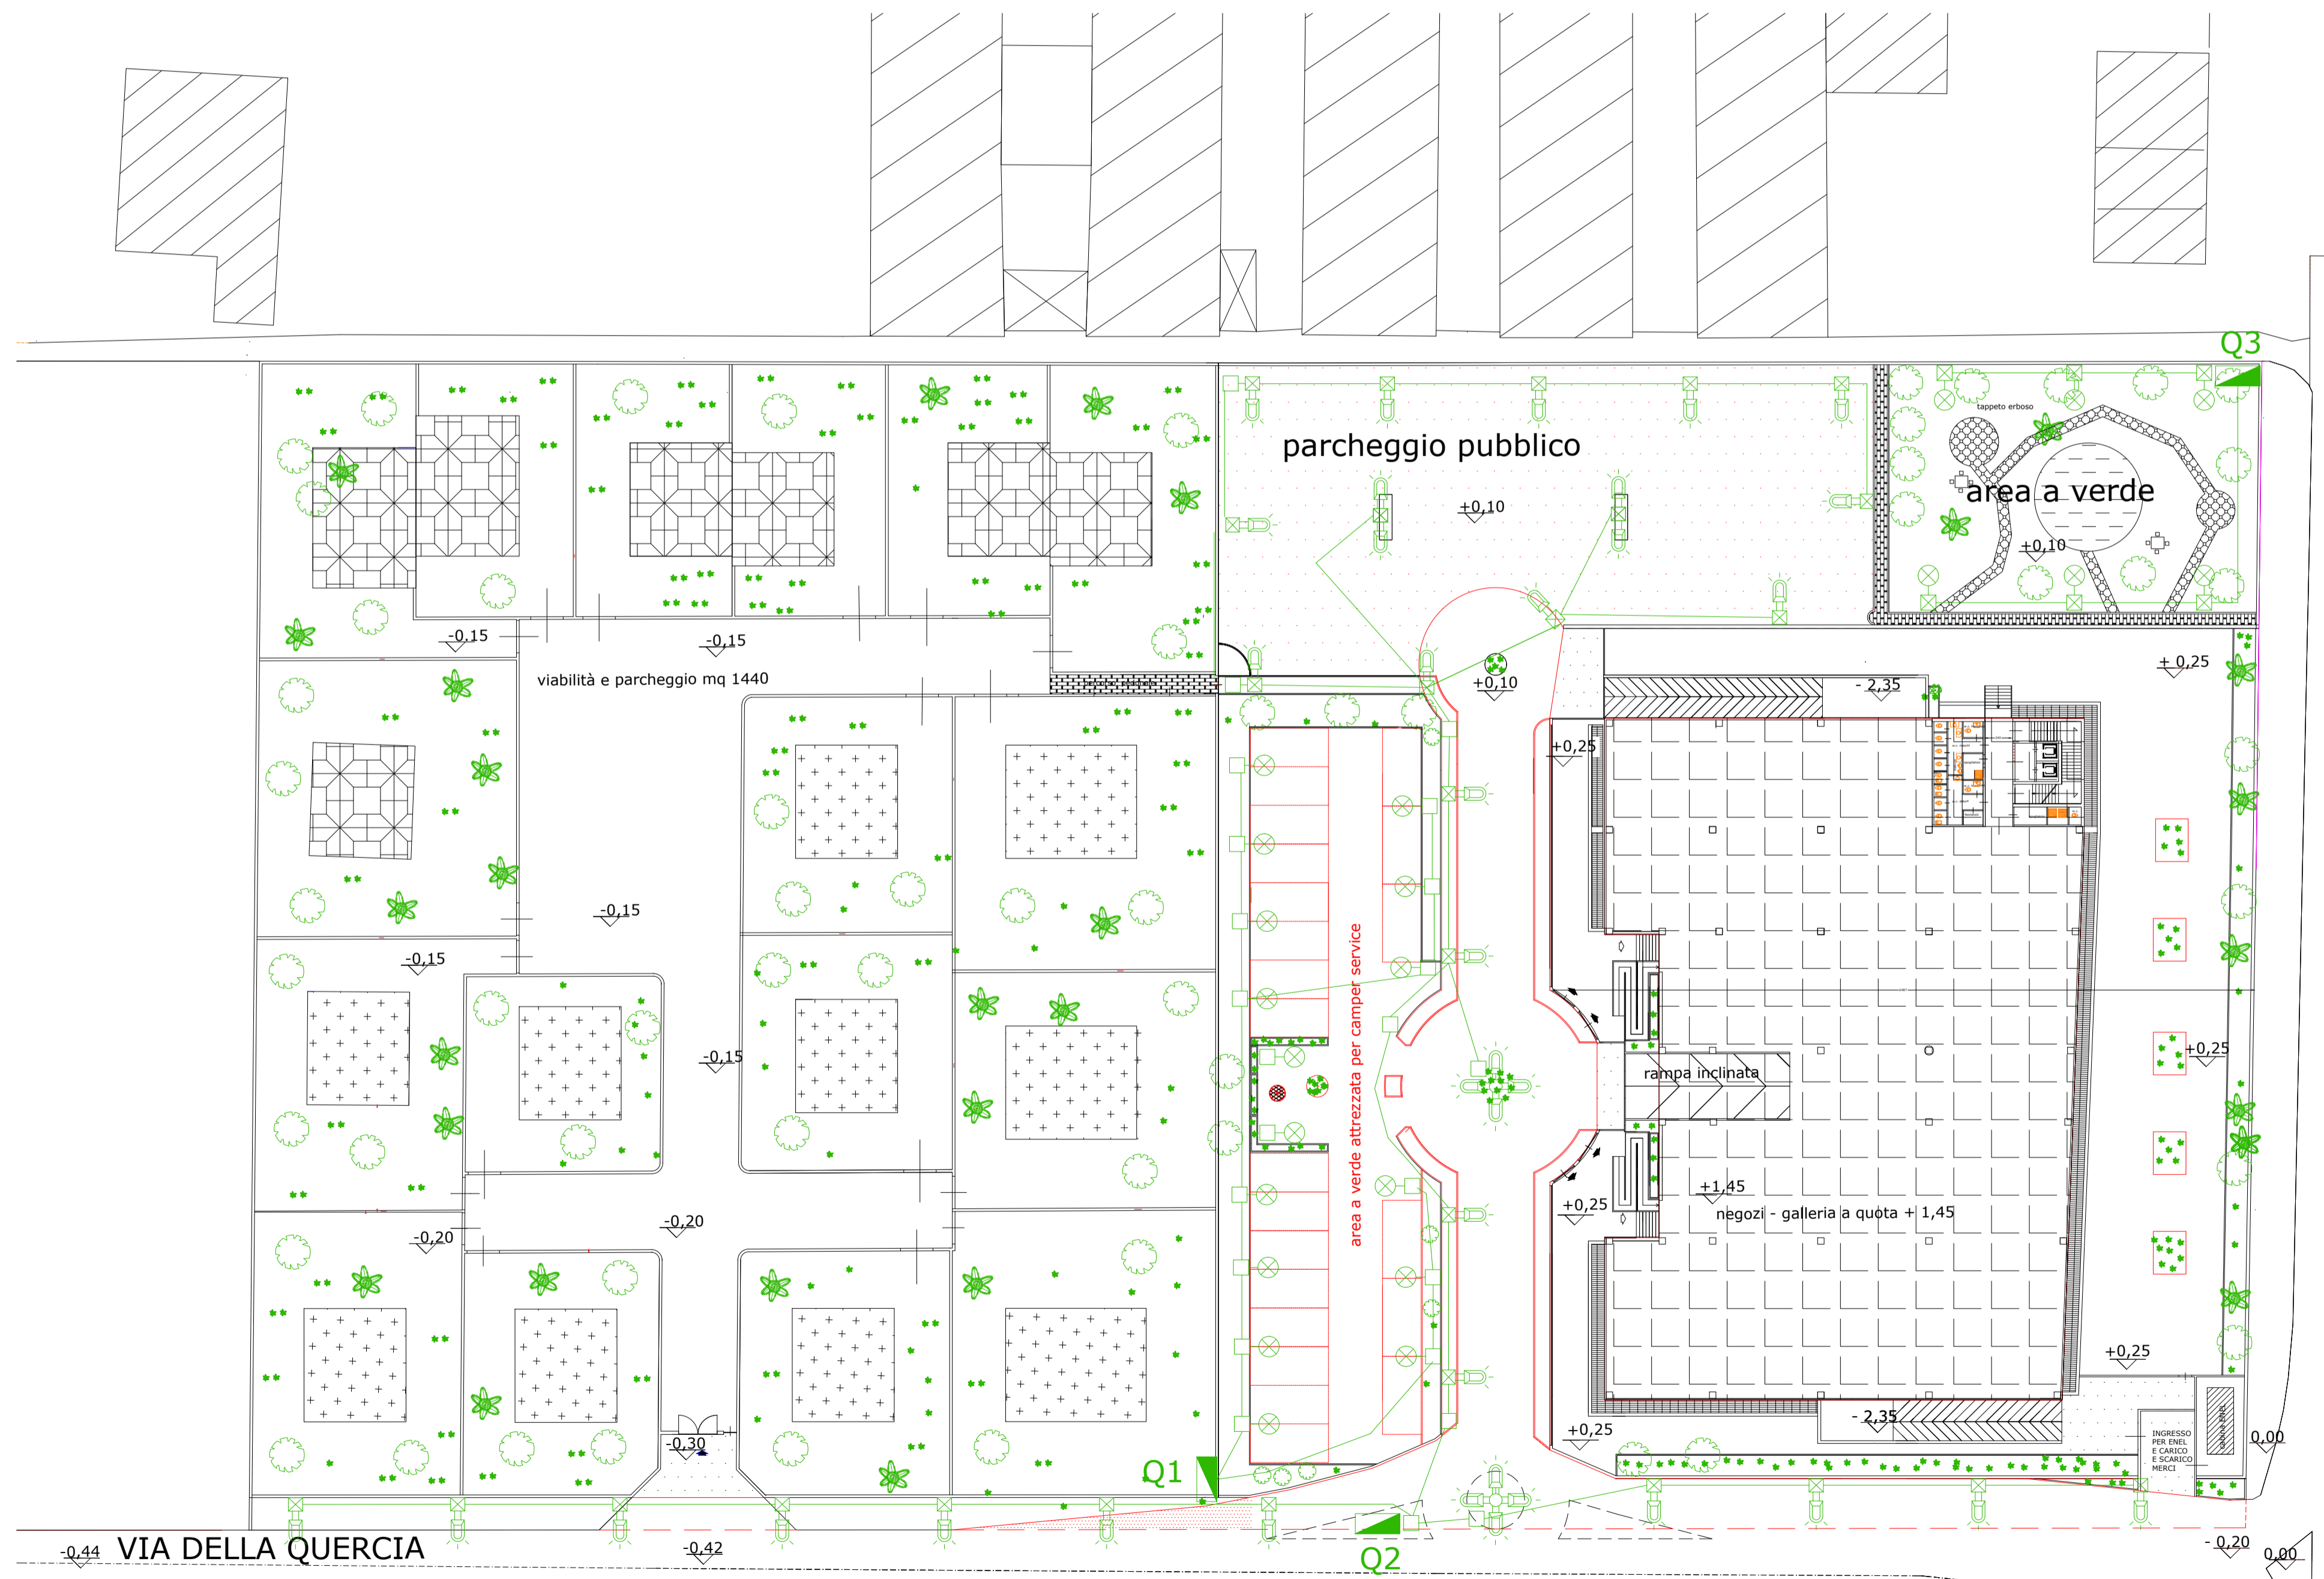 Q3
tappeto erboso
parcheggio pubblico
area a verde
+0,10
+0,10
-0,15
-0,15
+ 0,25
viabilità e parcheggio mq 1440
+0,10
- 2,35
+0,25
-0,15
-0,15
-0,15
+0,25
rampa inclinata
area a verde attrezzata per camper service
+1,45
negozi - galleria a quota + 1,45
+0,25
-0,20
-0,20
+0,25
- 2,35
+0,25
-0,30
INGRESSO
PER ENEL
E CARICO
E SCARICO
MERCI
CABINA ENEL
0,00
Q1
VIA DELLA QUERCIA
-0,44
-0,42
Q2
- 0,20
0,00